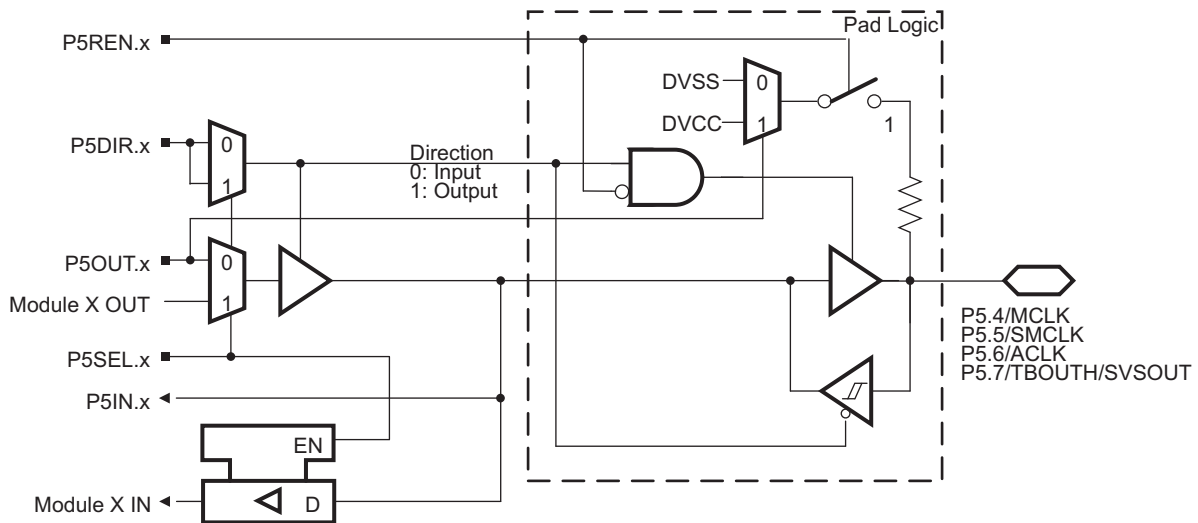 Pad Logic
P5REN.x
DVSS
0
DVCC
1
1
P5DIR.x
0
1
Direction
0: Input
1: Output
P5OUT.x
0
Module X OUT
1
P5.4/MCLK
P5.5/SMCLK
P5.6/ACLK
P5.7/TBOUTH/SVSOUT
P5SEL.x
P5IN.x
EN
Module X IN
D